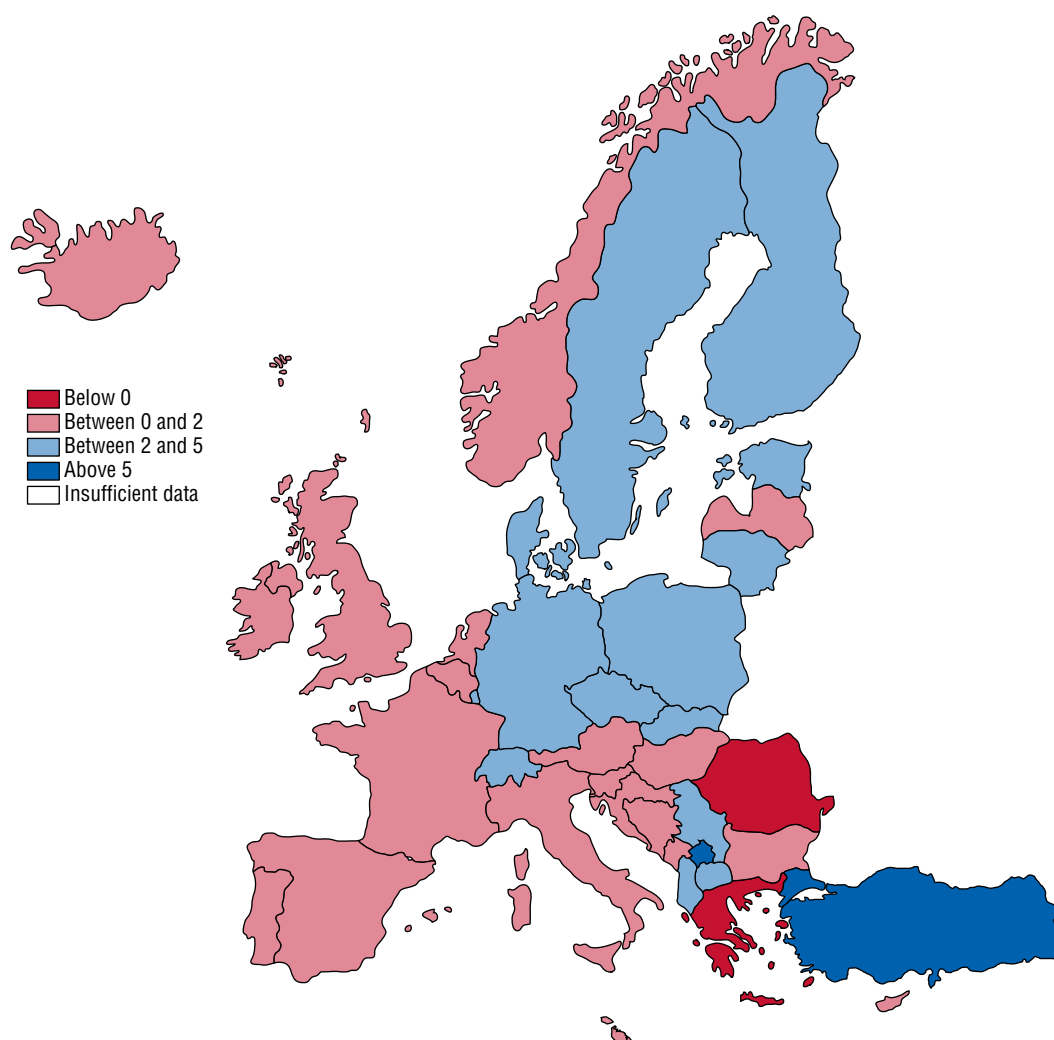 Below 0
Between 0 and 2
Between 2 and 5
Above 5
Insufficient data